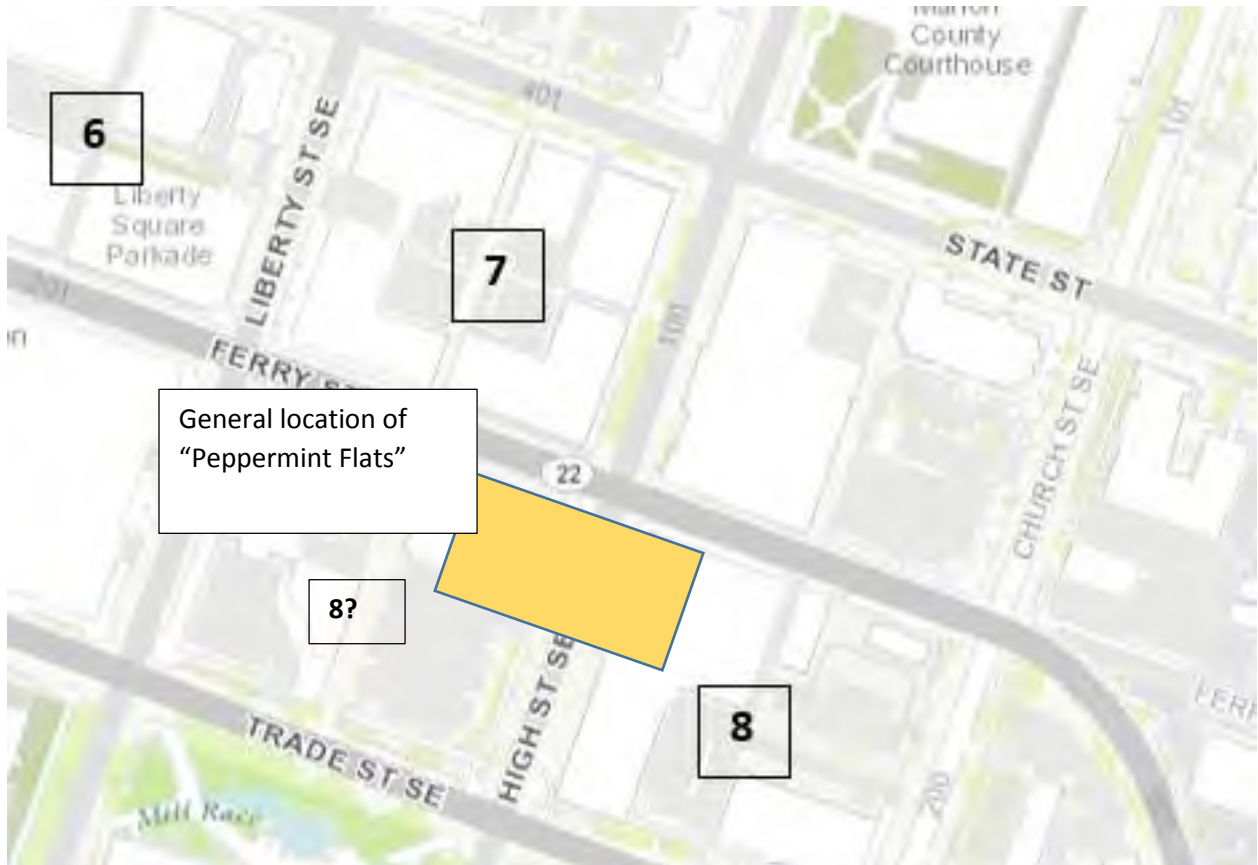 Marion
County
Courthouse
401
101
6
LIBERTY ST SE
Liberty
Square
Parkade
7
STATE ST
201
100
FERRY ST
CHURCH ST SE
General location of
“Peppermint Flats”
22
8?
HIGH ST SE
8
TRADE ST SE
200
Mill Race